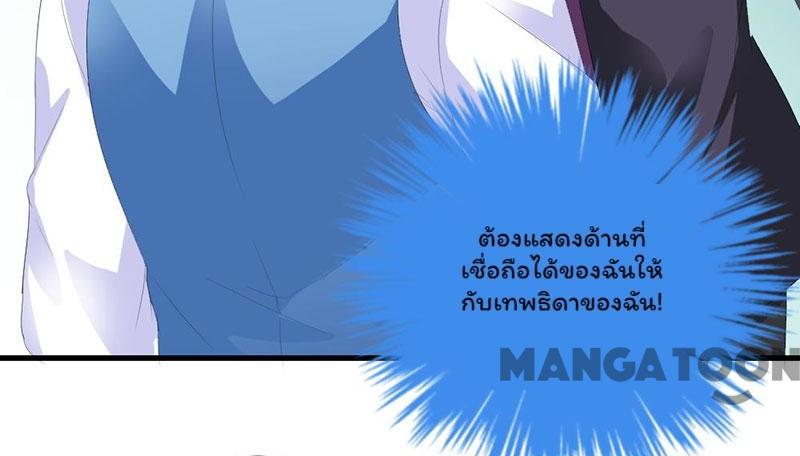 ต้องแสดงด้านที่
เชื่อถือได้ของฉันให้
กับเทพธิดาของฉัน!
MANGATOON